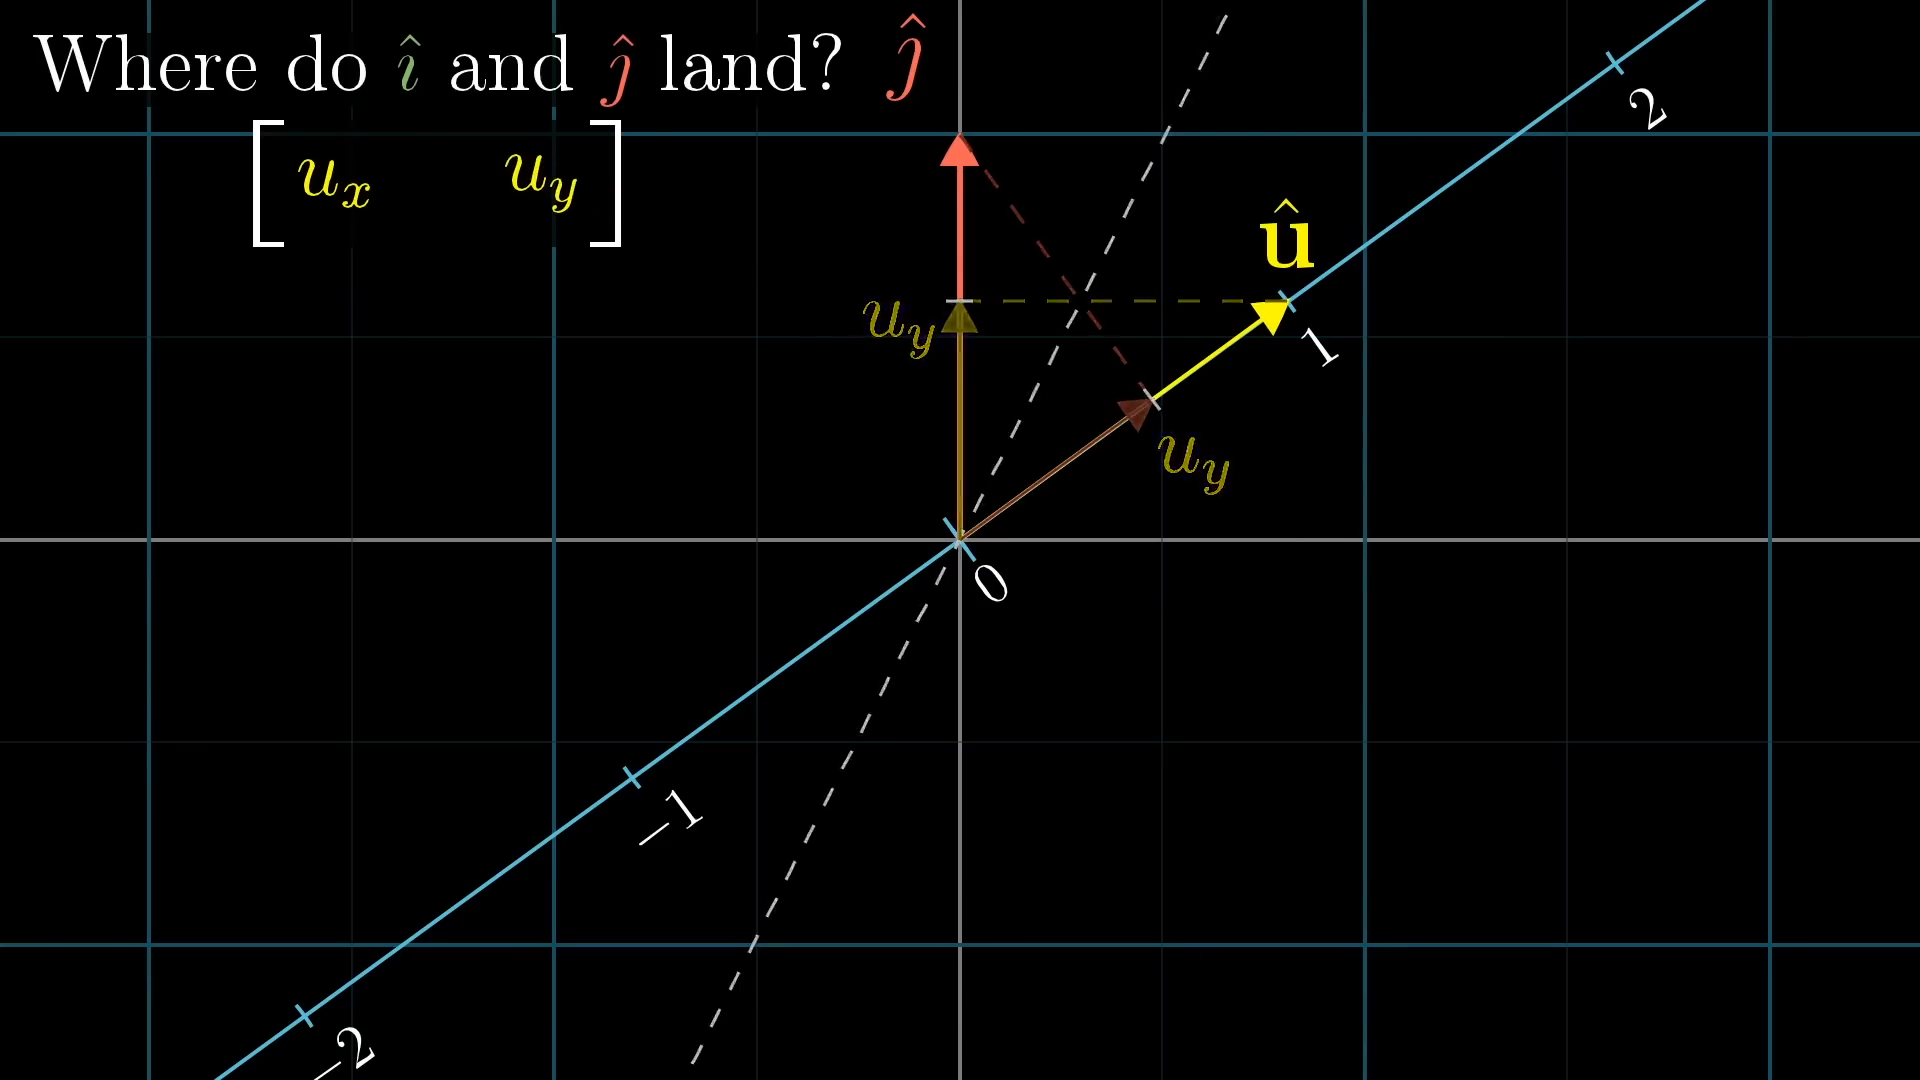 Where do î and ĵ land? ĵ
[ u_x u_y ]
2
û
u_y
1
u_y
0
−1
−2